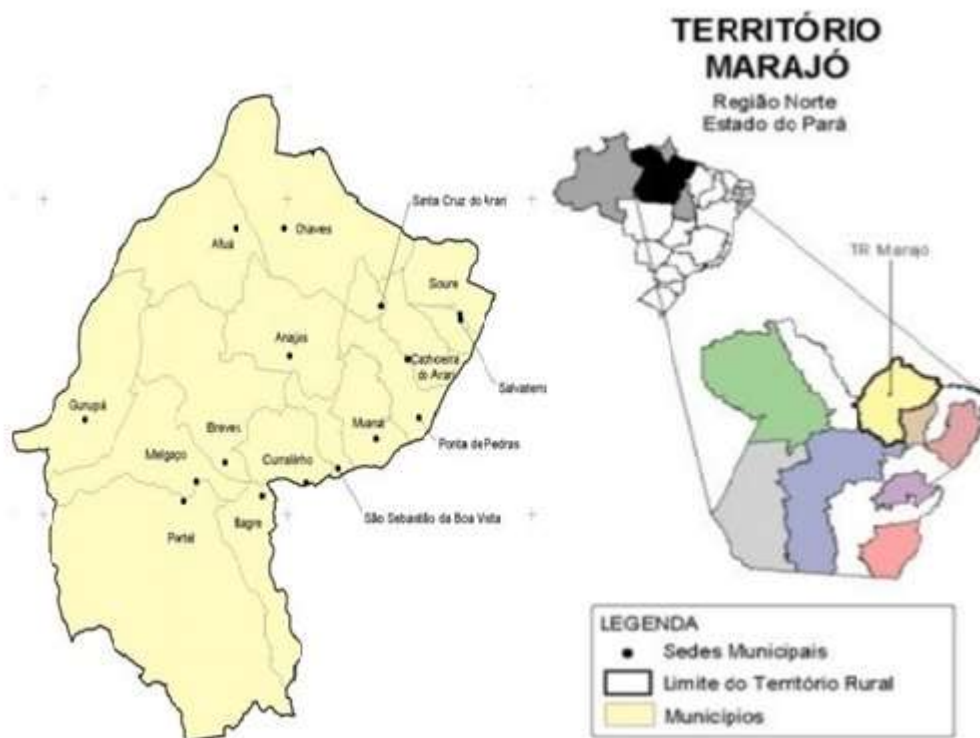 TERRITÓRIO
MARAJÓ
Região Norte
Estado do Pará
Santa Cruz do Arari
Afuá
Chaves
Soure
Anajás
Cachoeira
do Arari
Salvaterra
Gurupá
Breves
Muaná
Ponta de Pedras
Melgaço
Curralinho
São Sebastião da Boa Vista
Bagre
Portel
TR Marajó
LEGENDA
Sedes Municipais
Limite do Território Rural
Municípios